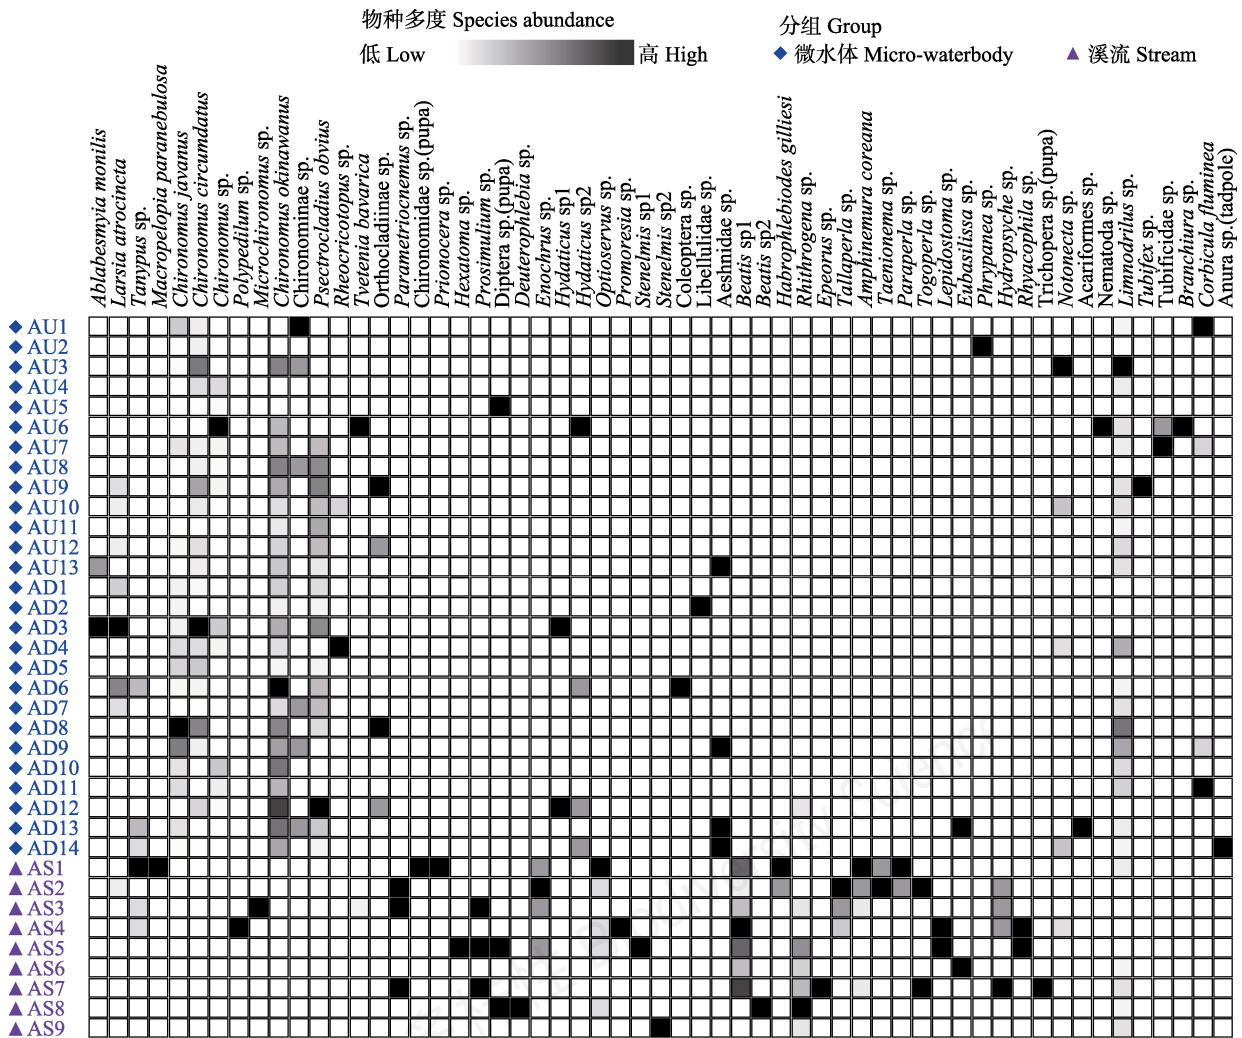 物种多度 Species abundance
低 Low
高 High
分组 Group
微水体 Micro-waterbody
溪流 Stream
Ablabesmyia monilis
Larsia atrocincta
Tanypus sp.
Macropelopia paranebulosa
Chironomus javanus
Chironomus circumdatus
Chironomus sp.
Polypedilum sp.
Microchironomus sp.
Chironomus okinawanus
Chironominae sp.
Psectrocladius obvius
Rheocricotopus sp.
Tvetenia bavarica
Orthocladiinae sp.
Parametriocnemus sp.
Chironomidae sp.(pupa)
Prionocera sp.
Hexatoma sp.
Prosimulium sp.
Diptera sp.(pupa)
Deuterophlebia sp.
Enochrus sp.
Hydaticus sp1
Hydaticus sp2
Optioservus sp.
Promoresia sp.
Stenelmis sp1
Stenelmis sp2
Coleoptera sp.
Libellulidae sp.
Aeshnidae sp.
Beatis sp1
Beatis sp2
Habrophlebiodes gilliesi
Rhithrogena sp.
Epeorus sp.
Tallaperla sp.
Amphinemura coreana
Taenionema sp.
Paraperla sp.
Togoperla sp.
Lepidostoma sp.
Eubasilissa sp.
Phrypanea sp.
Hydropsyche sp.
Rhyacophila sp.
Trichopera sp.(pupa)
Notonecta sp.
Acariformes sp.
Nematoda sp.
Limnodrilus sp.
Tubifex sp.
Tubificidae sp.
Branchiura sp.
Corbicula fluminea
Anura sp.(tadpole)
AU1
AU2
AU3
AU4
AU5
AU6
AU7
AU8
AU9
AU10
AU11
AU12
AU13
AD1
AD2
AD3
AD4
AD5
AD6
AD7
AD8
AD9
AD10
AD11
AD12
AD13
AD14
AS1
AS2
AS3
AS4
AS5
AS6
AS7
AS8
AS9
多样性 Biodiversity Science